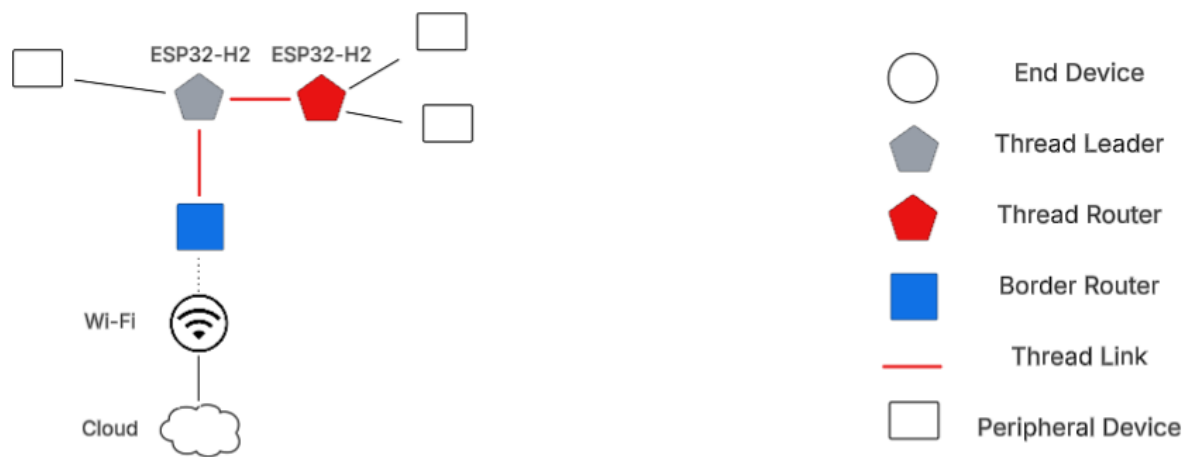 ESP32-H2
ESP32-H2
Wi-Fi
Cloud
End Device
Thread Leader
Thread Router
Border Router
Thread Link
Peripheral Device